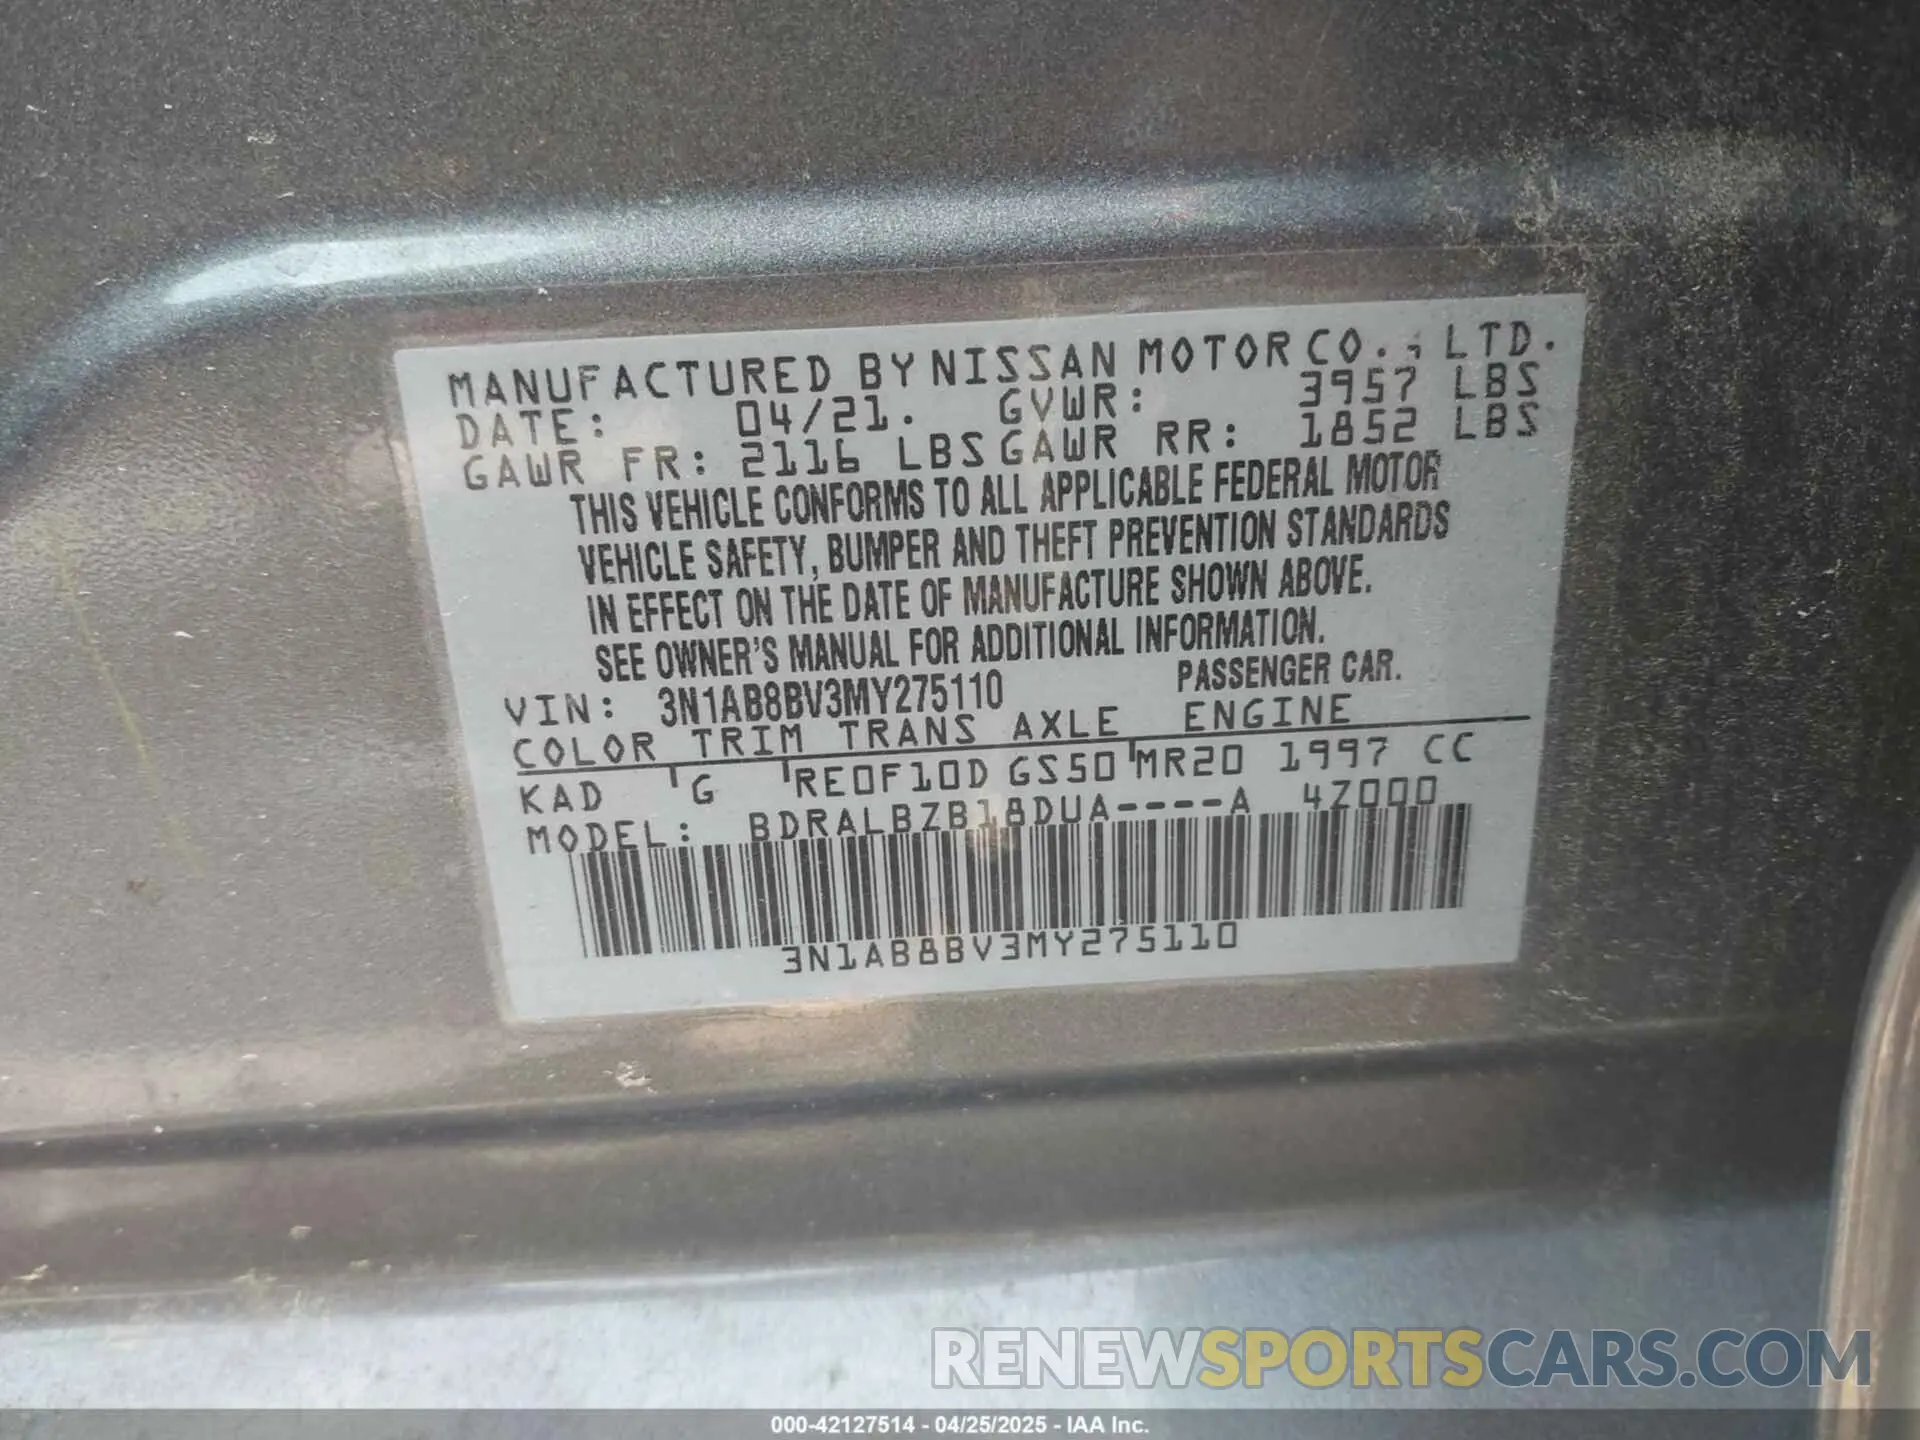 MANUFACTURED BY NISSAN MOTOR CO., LTD.
DATE: 04/21. GVWR: 3957 LBS
GAWR FR: 2116 LBS GAWR RR: 1852 LBS
THIS VEHICLE CONFORMS TO ALL APPLICABLE FEDERAL MOTOR
VEHICLE SAFETY, BUMPER AND THEFT PREVENTION STANDARDS
IN EFFECT ON THE DATE OF MANUFACTURE SHOWN ABOVE.
SEE OWNER'S MANUAL FOR ADDITIONAL INFORMATION.
VIN: 3N1AB8BV3MY275110 PASSENGER CAR.
COLOR TRIM TRANS AXLE ENGINE
KAD G RE0F10D GS50 MR20 1997 CC
MODEL: BDRALBZB18DUA----A 4Z000
3N1AB8BV3MY275110
RENEWSPORTSCARS.COM
000-42127514 - 04/25/2025 - IAA Inc.